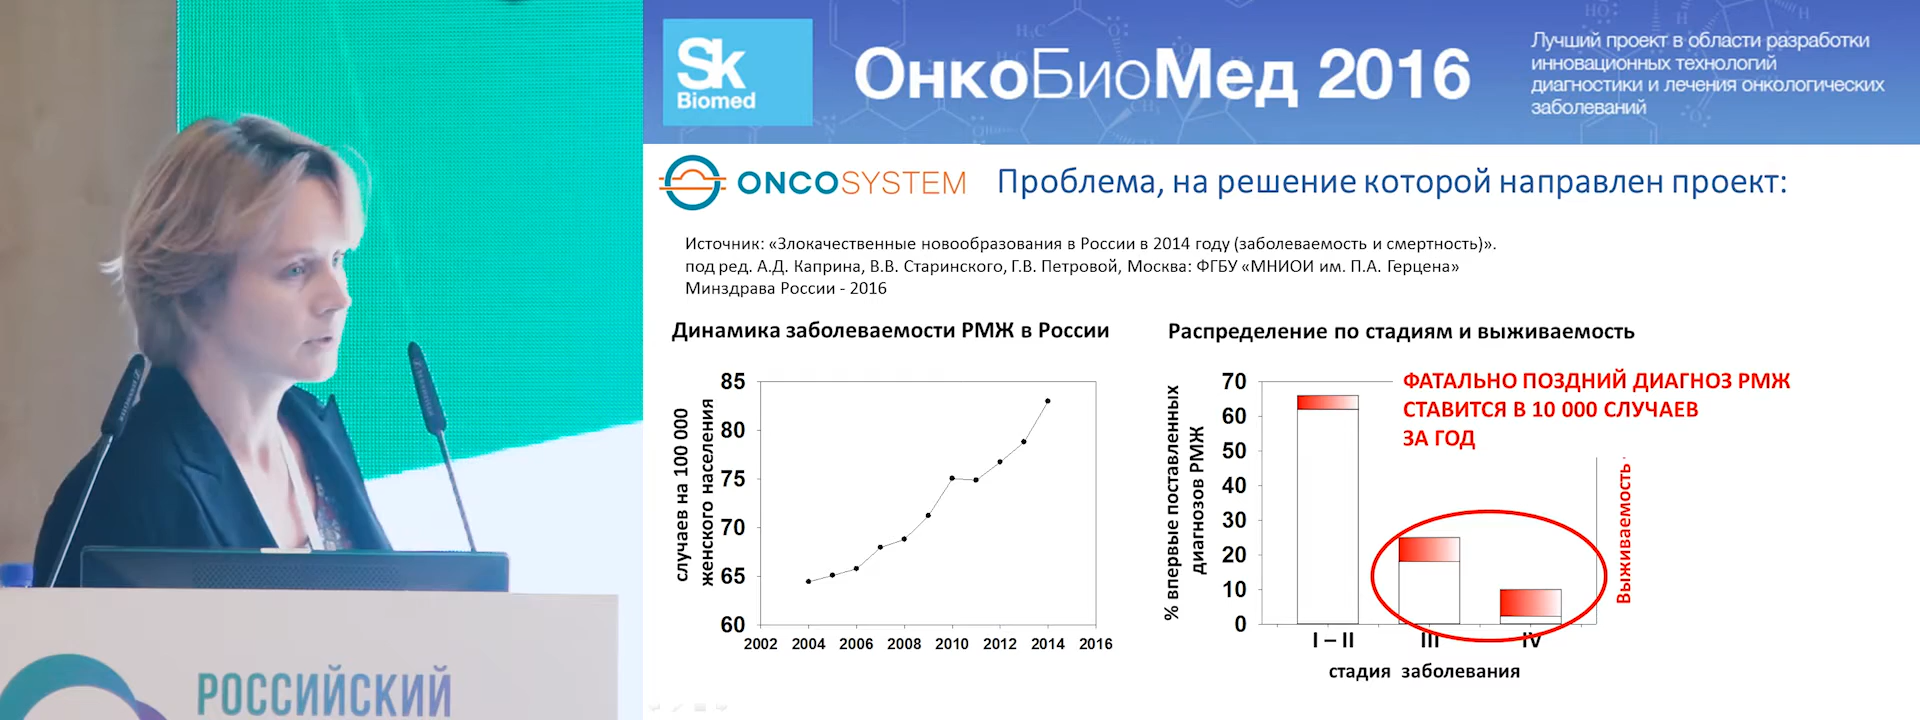 Sk
Biomed
ОнкоБиоМед 2016
Лучший проект в области разработки
инновационных технологий
диагностики и лечения онкологических
заболеваний
ONCOSYSTEM
Проблема, на решение которой направлен проект:
Источник: «Злокачественные новообразования в России в 2014 году (заболеваемость и смертность)».
под ред. А.Д. Каприна, В.В. Старинского, Г.В. Петровой, Москва: ФГБУ «МНИОИ им. П.А. Герцена»
Минздрава России - 2016
Динамика заболеваемости РМЖ в России
случаев на 100 000
женского населения
85
80
75
70
65
60
2002 2004 2006 2008 2010 2012 2014 2016
Распределение по стадиям и выживаемость
% впервые поставленных
диагнозов РМЖ
70
60
50
40
30
20
10
0
ФАТАЛЬНО ПОЗДНИЙ ДИАГНОЗ РМЖ
СТАВИТСЯ В 10 000 СЛУЧАЕВ
ЗА ГОД
Выживаемость
I – II III IV
стадия заболевания
РОССИЙСКИЙ